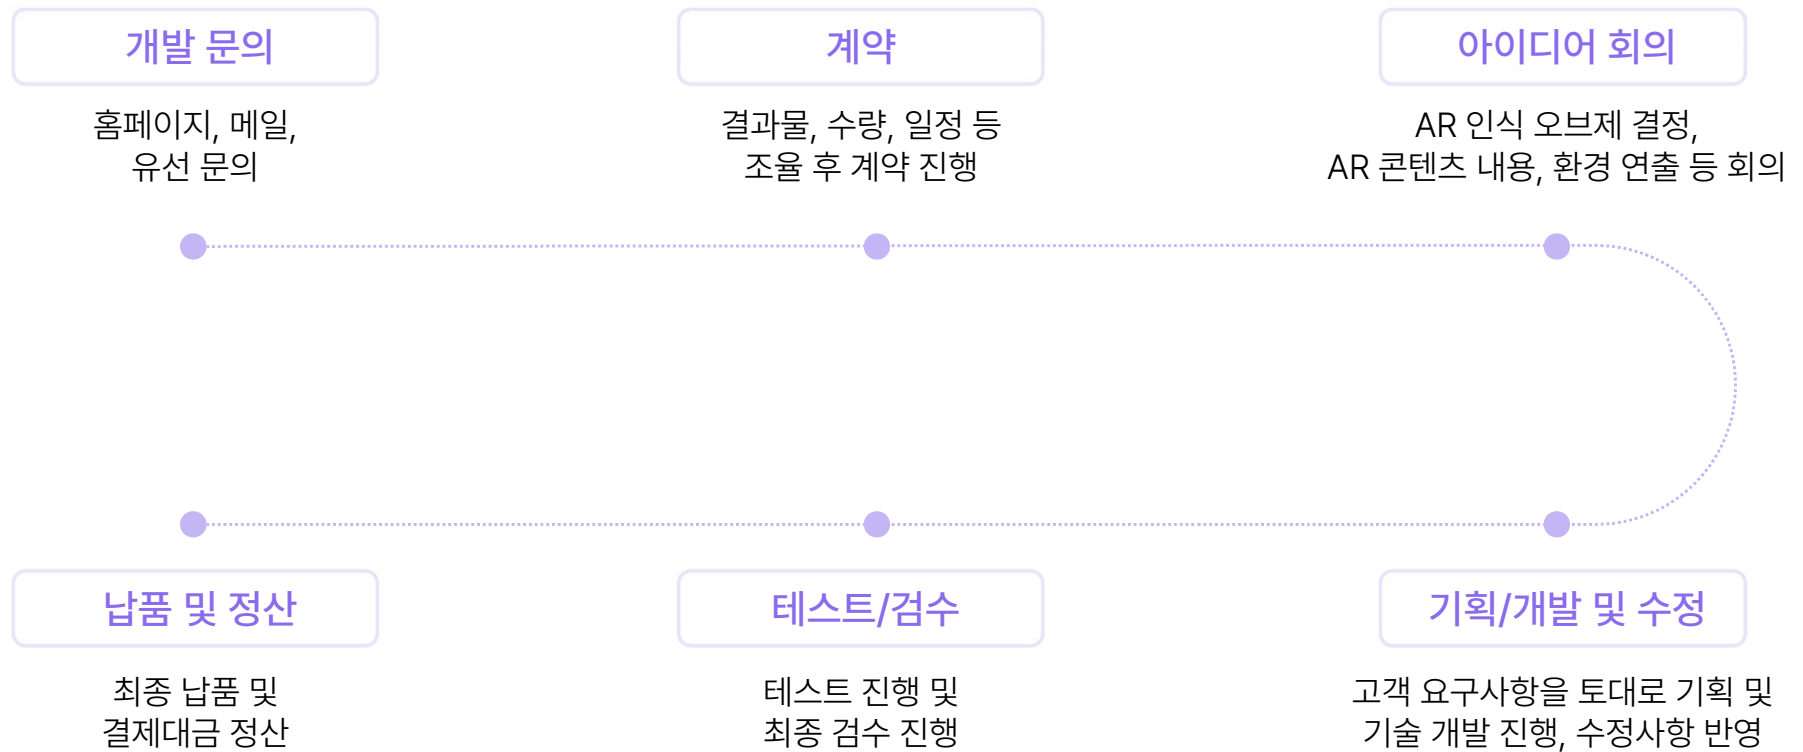 개발 문의
홈페이지, 메일,
유선 문의
계약
결과물, 수량, 일정 등
조율 후 계약 진행
아이디어 회의
AR 인식 오브제 결정,
AR 콘텐츠 내용, 환경 연출 등 회의
기획/개발 및 수정
고객 요구사항을 토대로 기획 및
기술 개발 진행, 수정사항 반영
테스트/검수
테스트 진행 및
최종 검수 진행
납품 및 정산
최종 납품 및
결제대금 정산